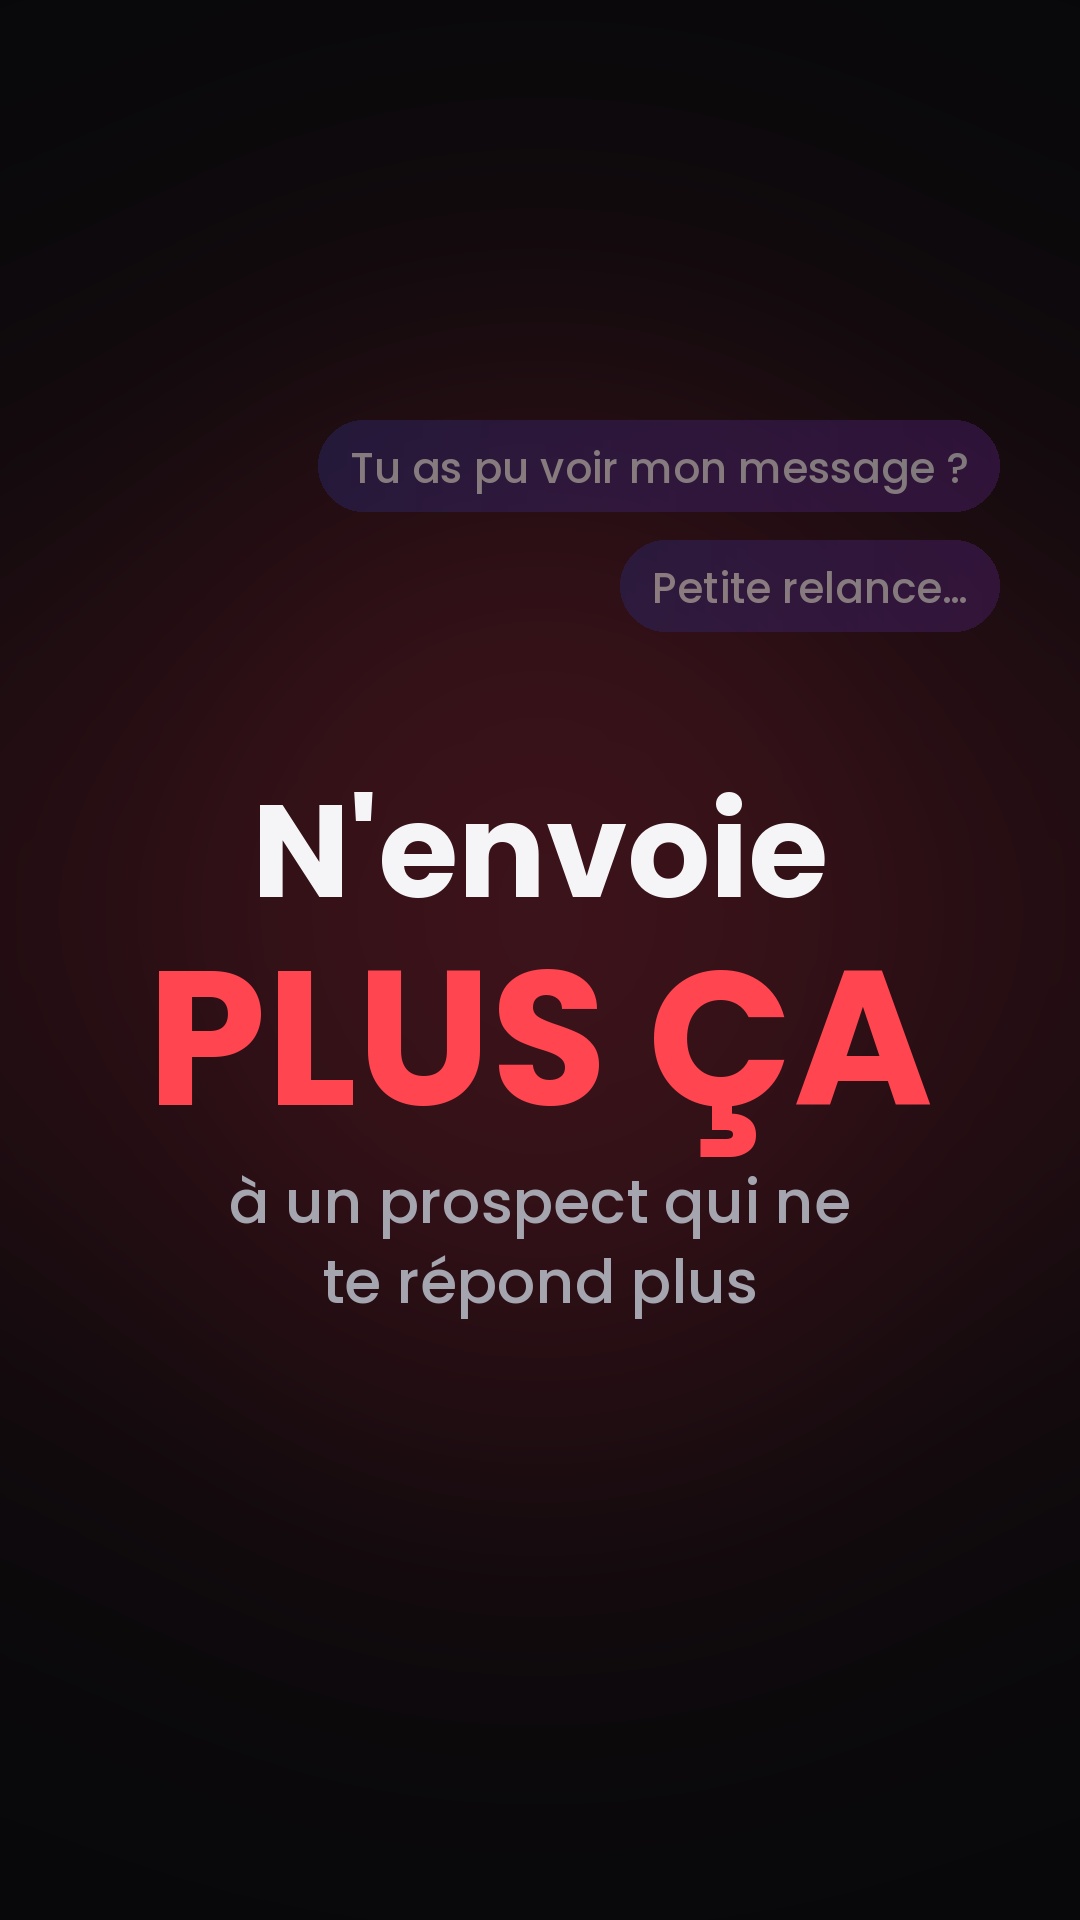 Tu as pu voir mon message ?
Petite relance...
N'envoie
PLUS ÇA
à un prospect qui ne
te répond plus